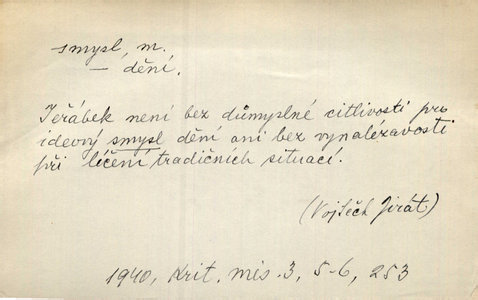 smysl, m.
— dění.
Jeřábek není bez důmyslné citlivosti pro
ideový smysl dění ani bez vynalézavosti
při líčení tradičních situací.
(Vojtěch Jirát)
1940, Krit. měs. 3, 5-6, 253